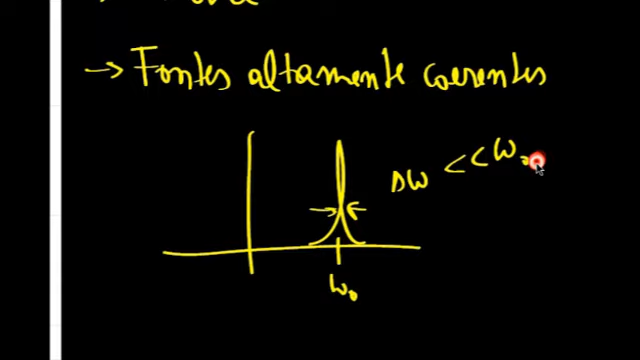 → Fontes altamente coerentes
Δω << ω₀
ω₀